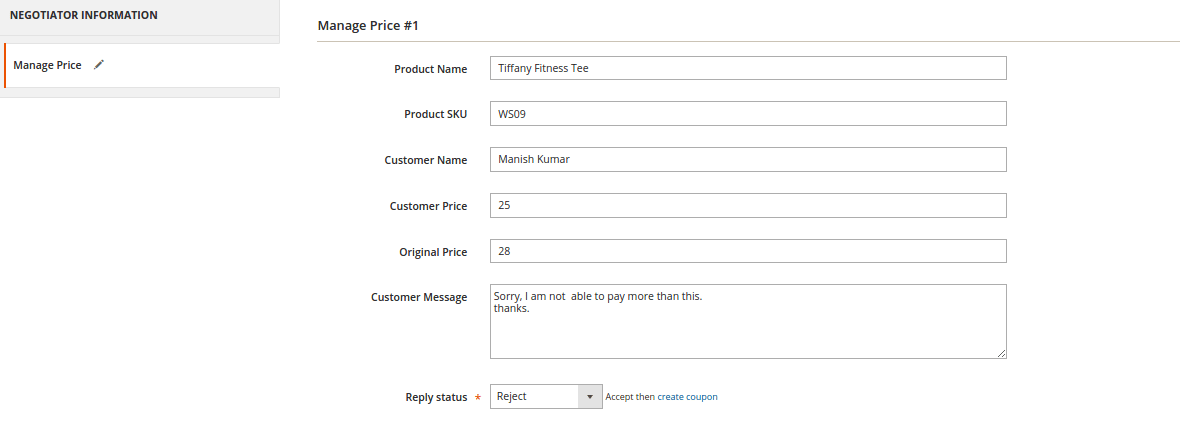 NEGOTIATOR INFORMATION
Manage Price
Manage Price #1
Product Name Tiffany Fitness Tee
Product SKU WS09
Customer Name Manish Kumar
Customer Price 25
Original Price 28
Customer Message Sorry, I am not  able to pay more than this.
thanks.
Reply status * Reject Accept then create coupon